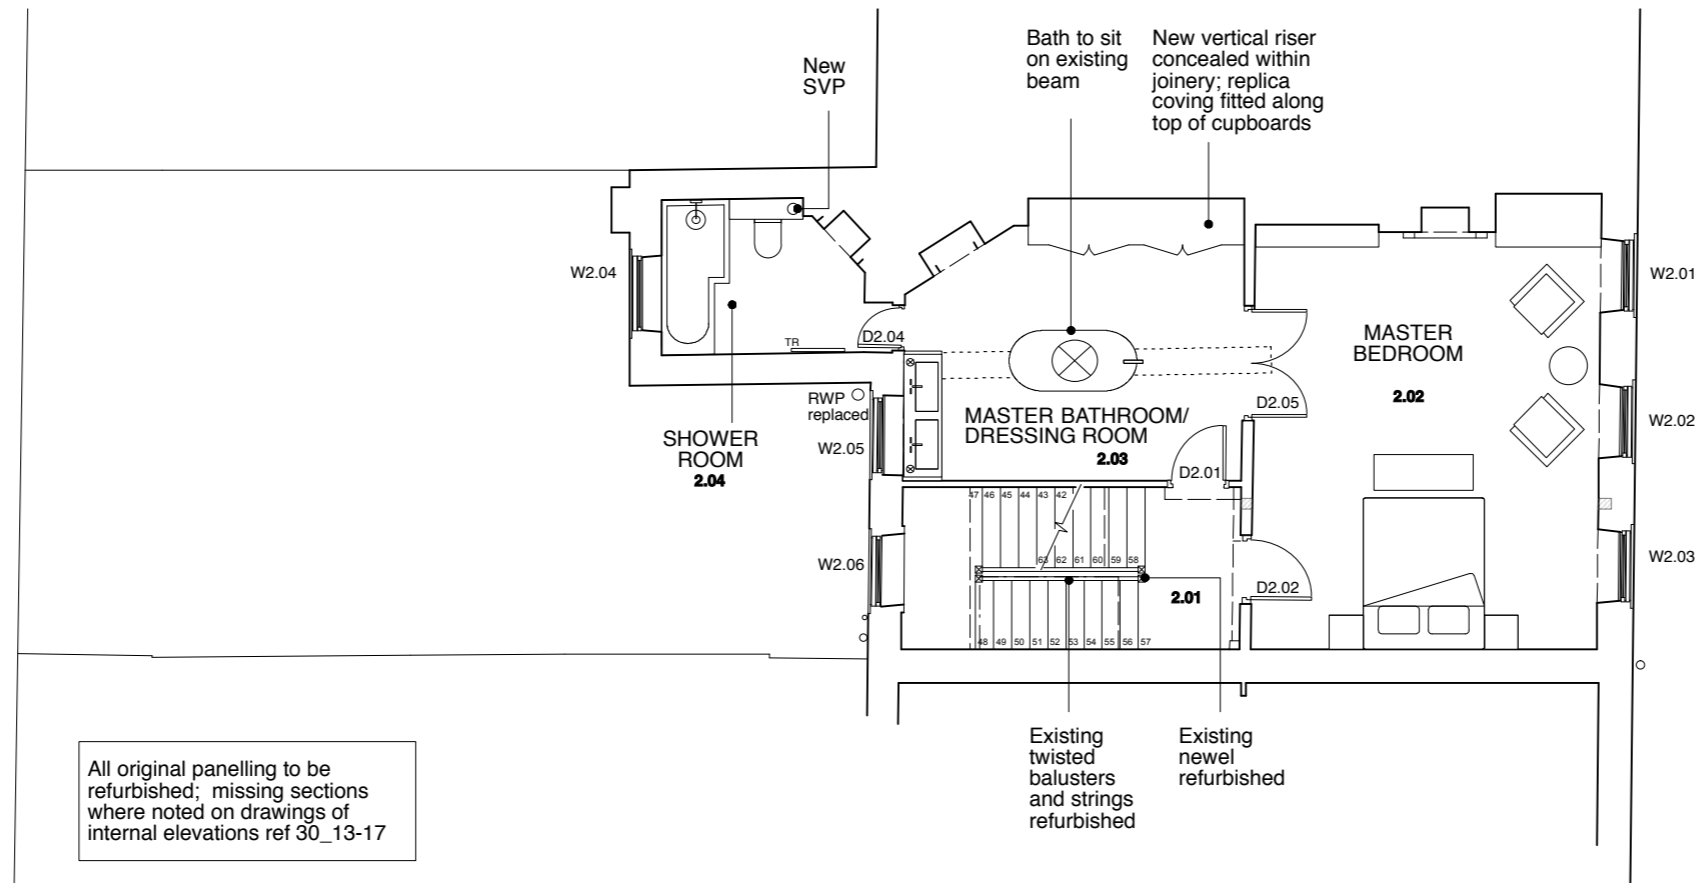 New
SVP
Bath to sit
on existing
beam
New vertical riser
concealed within
joinery; replica
coving fitted along
top of cupboards
W2.04
W2.01
D2.04
TR
MASTER
BEDROOM
2.02
RWP
replaced
D2.05
W2.02
SHOWER
ROOM
2.04
W2.05
MASTER BATHROOM/
DRESSING ROOM
2.03
D2.01
47 46 45 44 43 42
63 62 61 60 59 58
W2.06
W2.03
D2.02
2.01
48 49 50 51 52 53 54 55 56 57
Existing
twisted
balusters
and strings
refurbished
Existing
newel
refurbished
All original panelling to be
refurbished; missing sections
where noted on drawings of
internal elevations ref 30_13-17